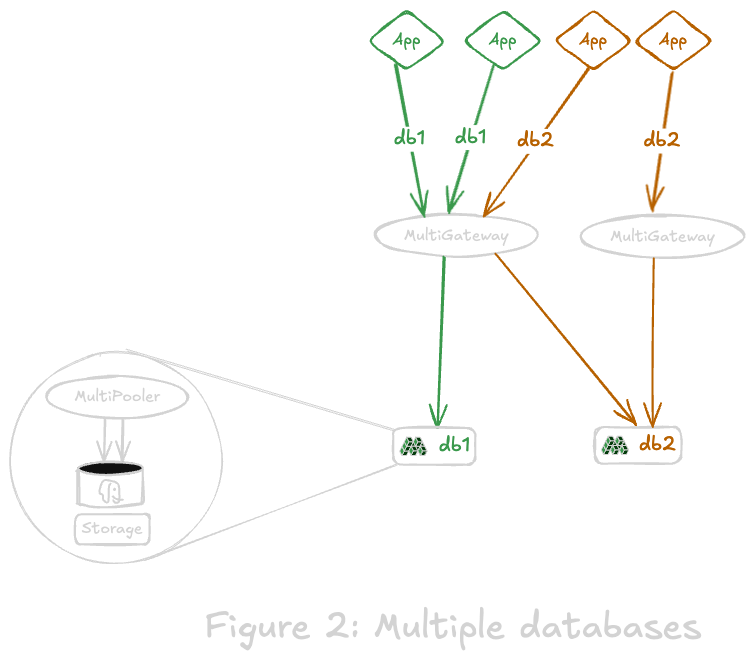 App
App
App
App
db1
db1
db2
db2
MultiGateway
MultiGateway
MultiPooler
db1
db2
Storage
Figure 2: Multiple databases